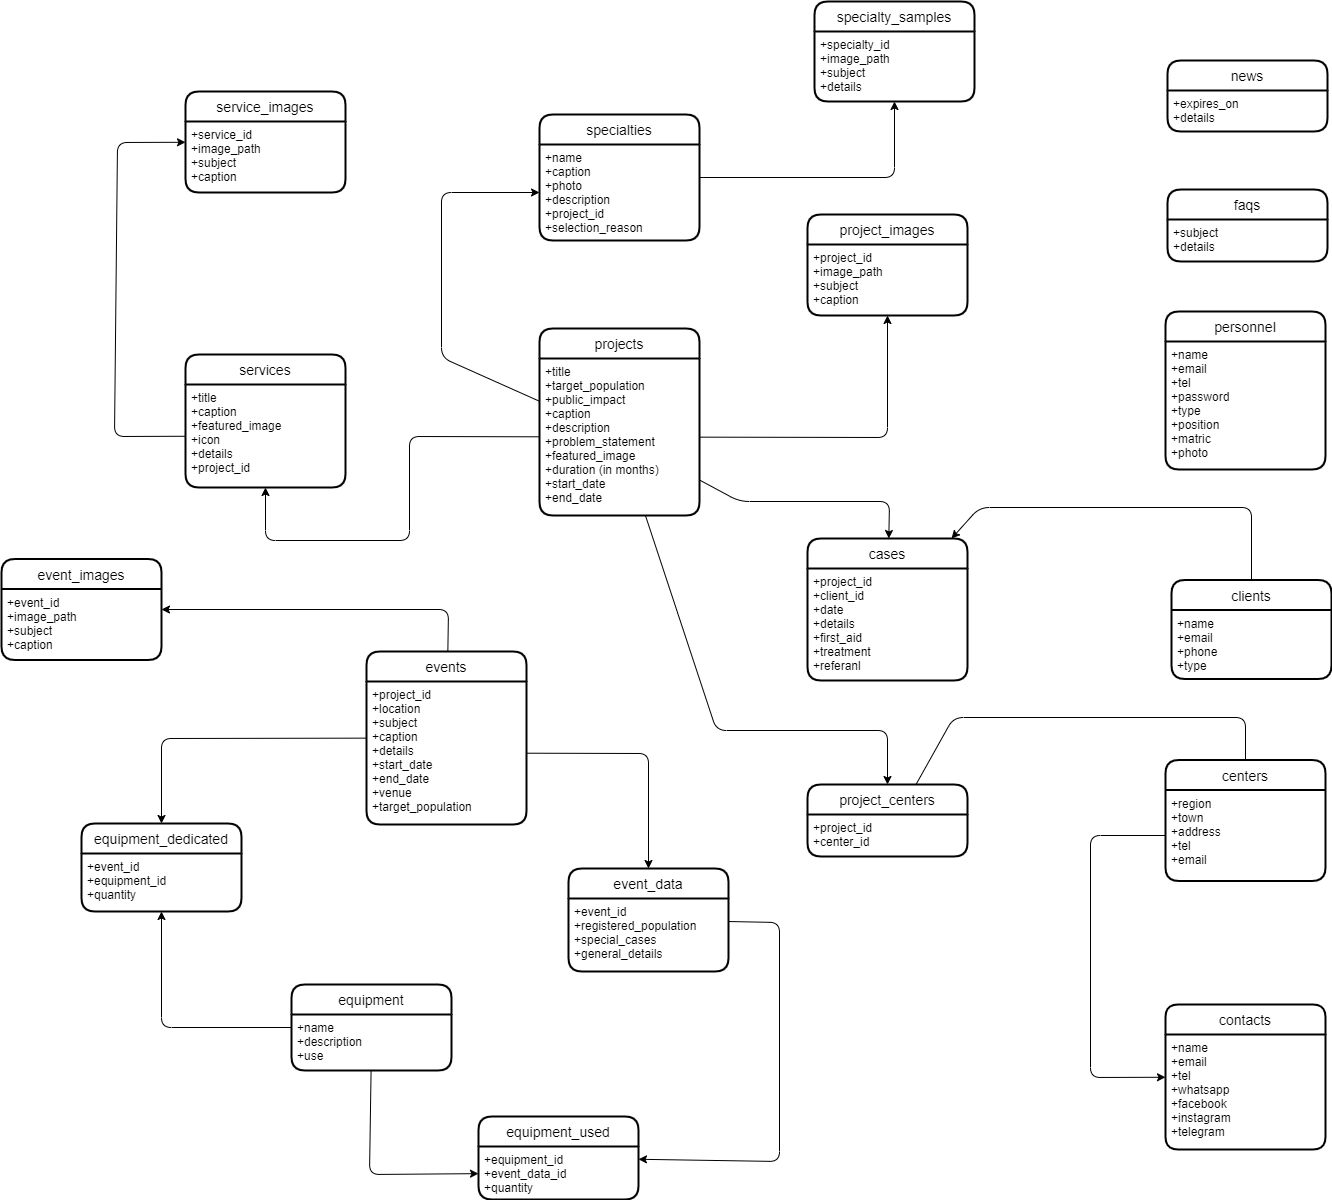 specialty_samples
+specialty_id
+image_path
+subject
+details
news
+expires_on
+details
service_images
+service_id
+image_path
+subject
+caption
specialties
+name
+caption
+photo
+description
+project_id
+selection_reason
faqs
+subject
+details
project_images
+project_id
+image_path
+subject
+caption
personnel
+name
+email
+tel
+password
+type
+position
+matric
+photo
projects
+title
+target_population
+public_impact
+caption
+description
+problem_statement
+featured_image
+duration (in months)
+start_date
+end_date
services
+title
+caption
+featured_image
+icon
+details
+project_id
cases
+project_id
+client_id
+date
+details
+first_aid
+treatment
+referanl
event_images
+event_id
+image_path
+subject
+caption
clients
+name
+email
+phone
+type
events
+project_id
+location
+subject
+caption
+details
+start_date
+end_date
+venue
+target_population
centers
+region
+town
+address
+tel
+email
project_centers
+project_id
+center_id
equipment_dedicated
+event_id
+equipment_id
+quantity
event_data
+event_id
+registered_population
+special_cases
+general_details
equipment
+name
+description
+use
contacts
+name
+email
+tel
+whatsapp
+facebook
+instagram
+telegram
equipment_used
+equipment_id
+event_data_id
+quantity